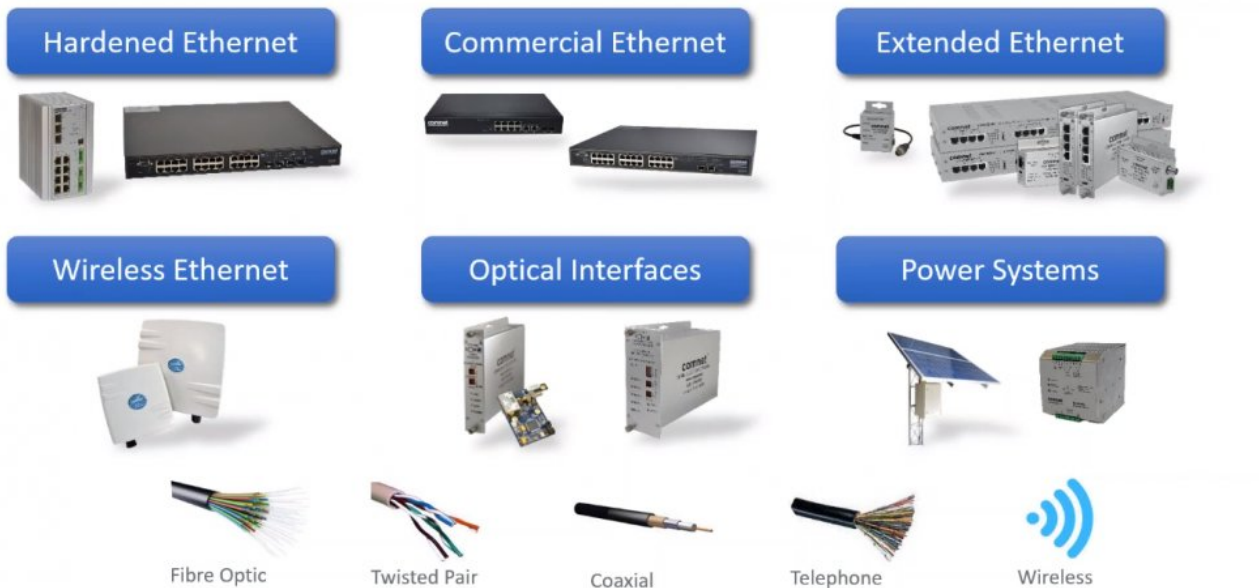 Hardened Ethernet
Commercial Ethernet
Extended Ethernet
Wireless Ethernet
Optical Interfaces
Power Systems
comnet
Fibre Optic
Twisted Pair
Coaxial
Telephone
Wireless